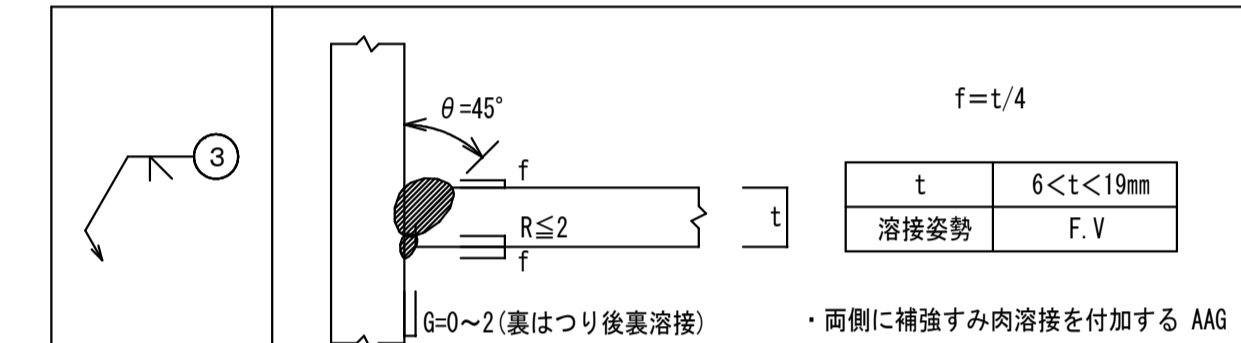 ③
θ=45°
f
R≦2
f
t
G=0～2(裏はつり後裏溶接)
f=t/4
t 6<t<19mm
溶接姿勢 F.V
・両側に補強すみ肉溶接を付加する AAG